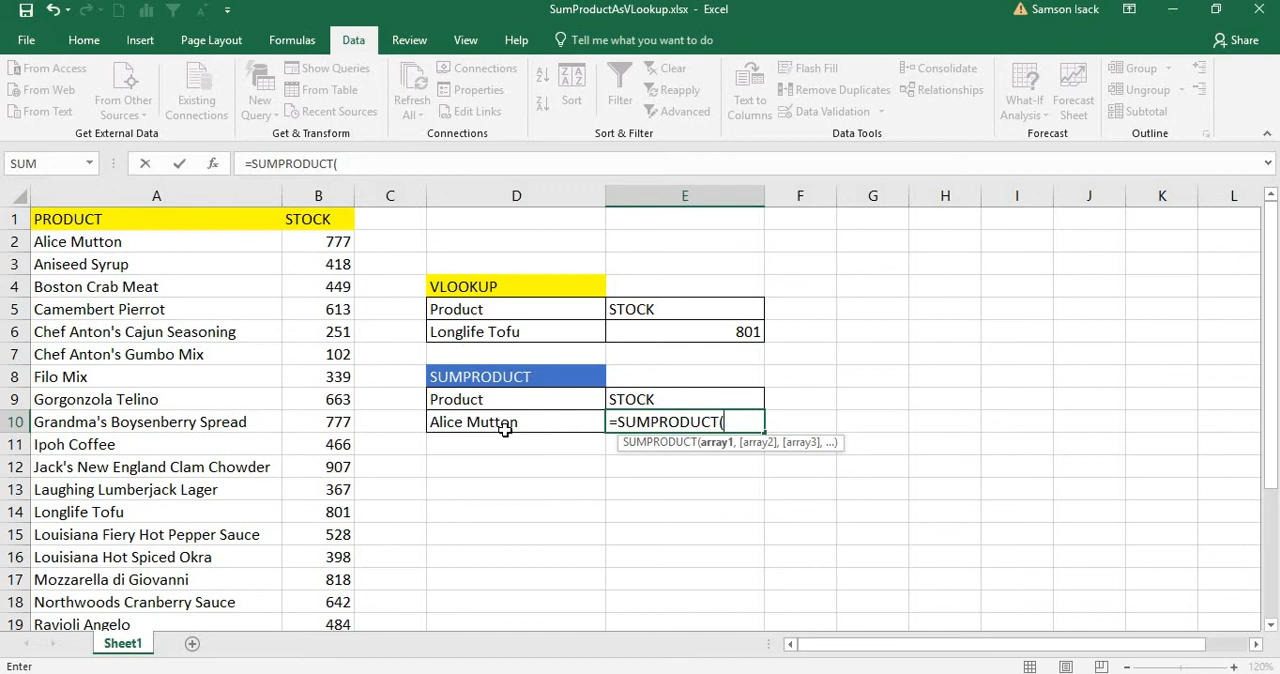 SumProductAsVLookup.xlsx - Excel
Samson Isack
File Home Insert Page Layout Formulas Data Review View Help Tell me what you want to do Share
From Access
From Web
From Text
From Other Sources
Existing Connections
Get External Data
New Query
Show Queries
From Table
Recent Sources
Get & Transform
Refresh All
Connections
Properties
Edit Links
Connections
Sort
Filter
Clear
Reapply
Advanced
Sort & Filter
Text to Columns
Flash Fill
Remove Duplicates
Data Validation
Consolidate
Relationships
Data Tools
What-If Analysis
Forecast Sheet
Forecast
Group
Ungroup
Subtotal
Outline
SUM fx =SUMPRODUCT(
A B C D E F G H I J K L
1 PRODUCT STOCK
2 Alice Mutton 777
3 Aniseed Syrup 418
4 Boston Crab Meat 449 VLOOKUP
5 Camembert Pierrot 613 Product STOCK
6 Chef Anton's Cajun Seasoning 251 Longlife Tofu 801
7 Chef Anton's Gumbo Mix 102
8 Filo Mix 339 SUMPRODUCT
9 Gorgonzola Telino 663 Product STOCK
10 Grandma's Boysenberry Spread 777 Alice Mutton =SUMPRODUCT(
SUMPRODUCT(array1, [array2], [array3], ...)
11 Ipoh Coffee 466
12 Jack's New England Clam Chowder 907
13 Laughing Lumberjack Lager 367
14 Longlife Tofu 801
15 Louisiana Fiery Hot Pepper Sauce 528
16 Louisiana Hot Spiced Okra 398
17 Mozzarella di Giovanni 818
18 Northwoods Cranberry Sauce 642
19 Ravioli Angelo 484
Sheet1
Enter 120%